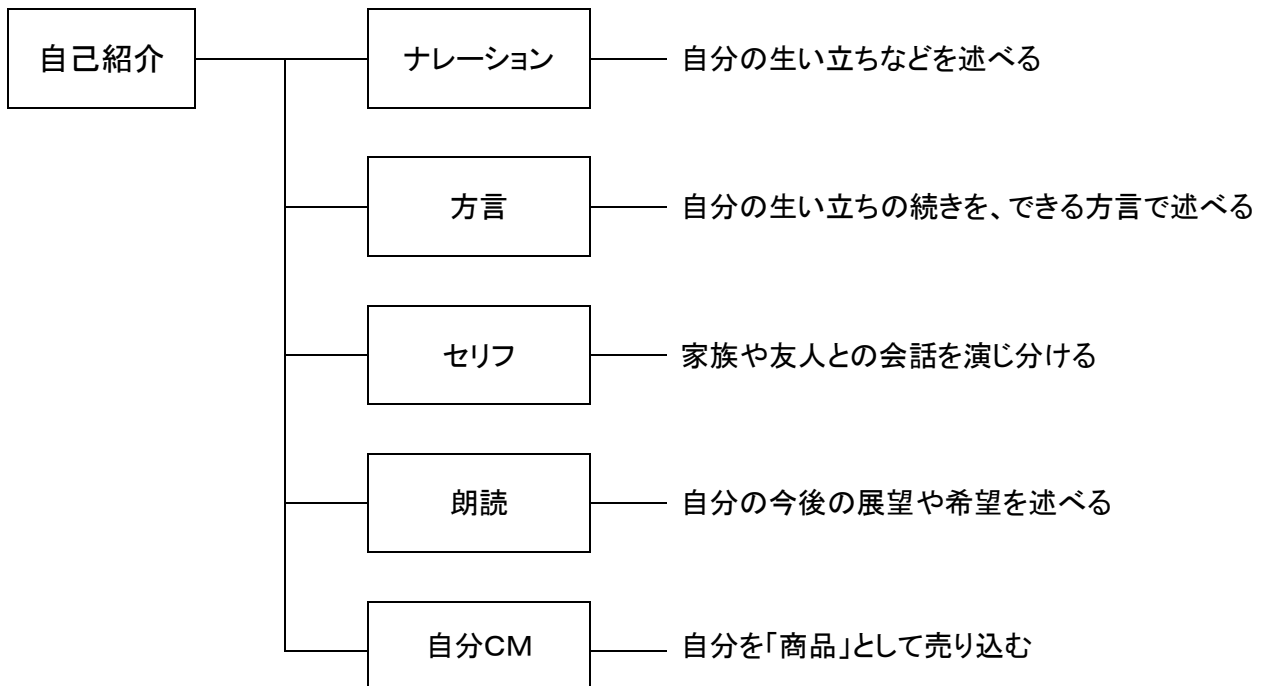 自己紹介
ナレーション
自分の生い立ちなどを述べる
方言
自分の生い立ちの続きを、できる方言で述べる
セリフ
家族や友人との会話を演じ分ける
朗読
自分の今後の展望や希望を述べる
自分CM
自分を「商品」として売り込む